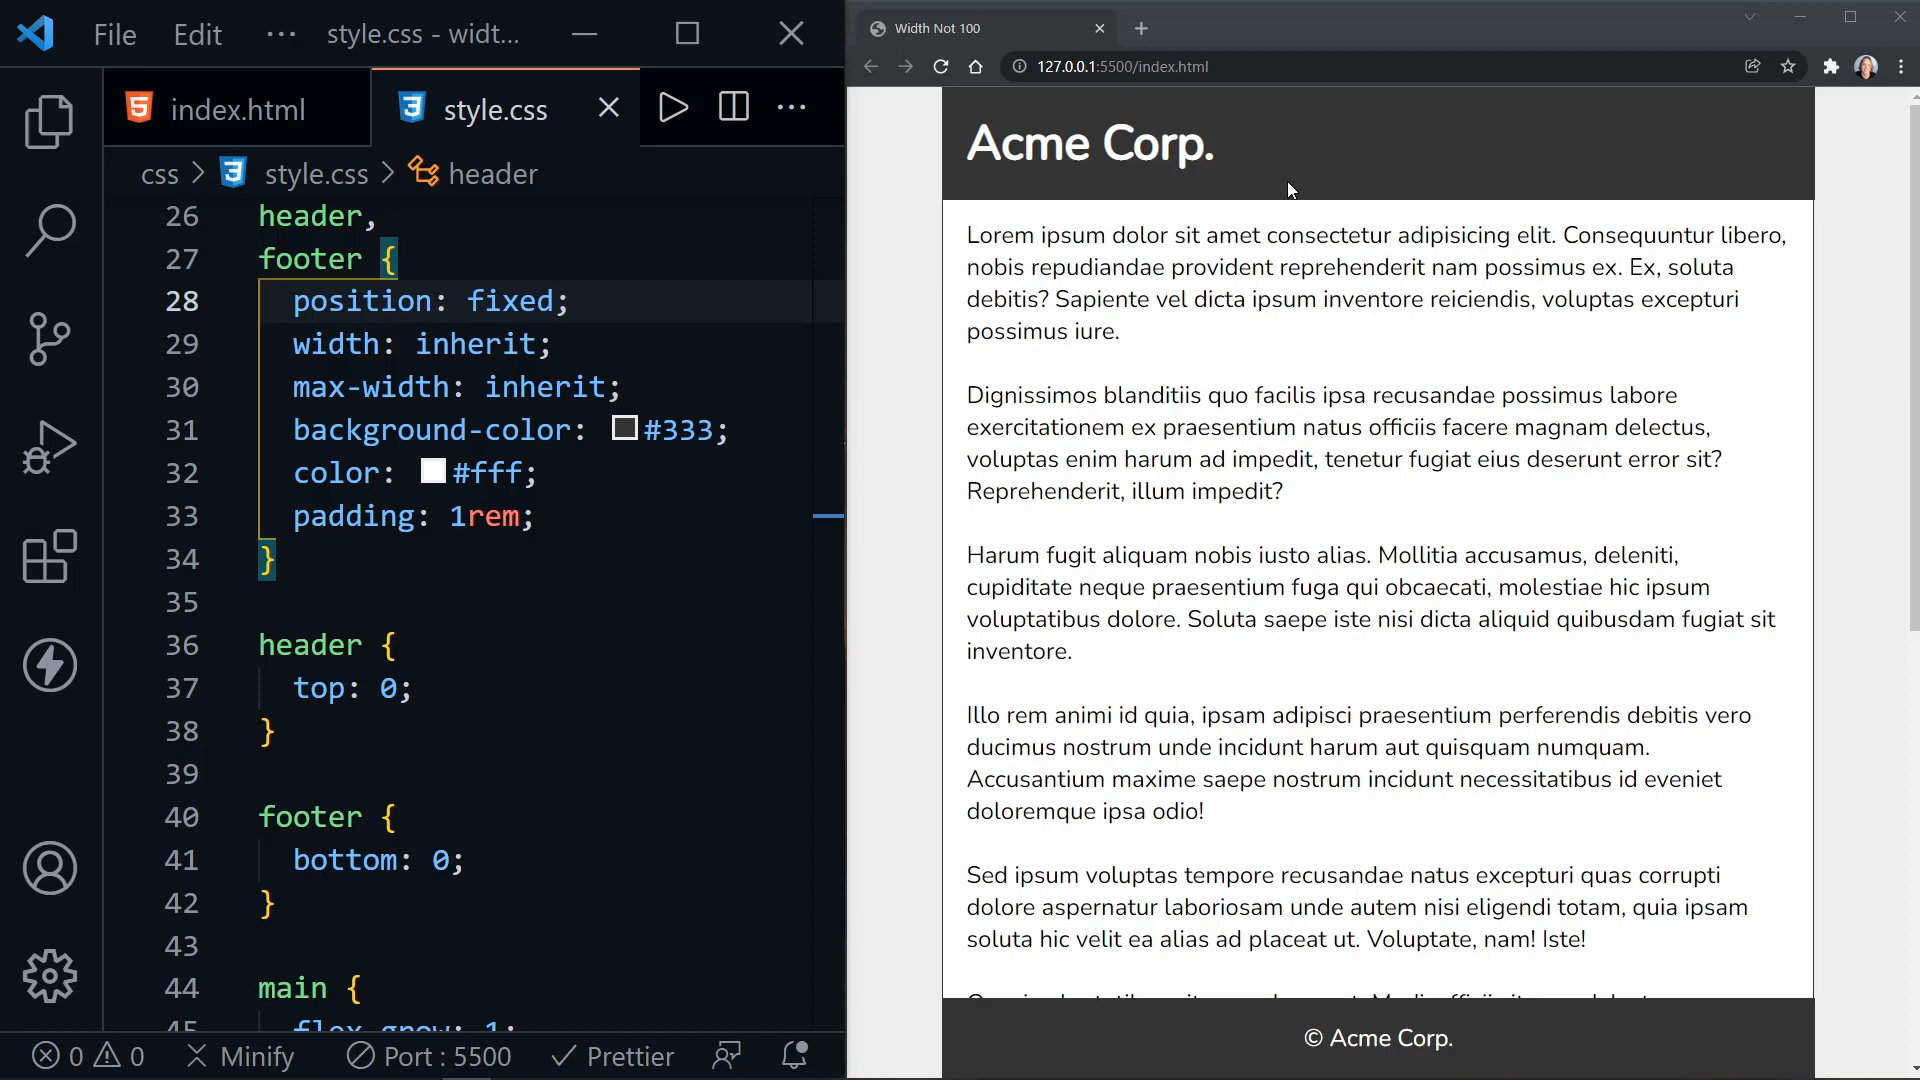 File Edit ··· style.css - widt...
index.html style.css
css > style.css > header
26 header,
27 footer {
28 position: fixed;
29 width: inherit;
30 max-width: inherit;
31 background-color: #333;
32 color: #fff;
33 padding: 1rem;
34 }
35
36 header {
37 top: 0;
38 }
39
40 footer {
41 bottom: 0;
42 }
43
44 main {
45 flex-grow: 1;
0 0 Minify Port : 5500 Prettier
Width Not 100
127.0.0.1:5500/index.html
Acme Corp.
Lorem ipsum dolor sit amet consectetur adipisicing elit. Consequuntur libero,
nobis repudiandae provident reprehenderit nam possimus ex. Ex, soluta
debitis? Sapiente vel dicta ipsum inventore reiciendis, voluptas excepturi
possimus iure.
Dignissimos blanditiis quo facilis ipsa recusandae possimus labore
exercitationem ex praesentium natus officiis facere magnam delectus,
voluptas enim harum ad impedit, tenetur fugiat eius deserunt error sit?
Reprehenderit, illum impedit?
Harum fugit aliquam nobis iusto alias. Mollitia accusamus, deleniti,
cupiditate neque praesentium fuga qui obcaecati, molestiae hic ipsum
voluptatibus dolore. Soluta saepe iste nisi dicta aliquid quibusdam fugiat sit
inventore.
Illo rem animi id quia, ipsam adipisci praesentium perferendis debitis vero
ducimus nostrum unde incidunt harum aut quisquam numquam.
Accusantium maxime saepe nostrum incidunt necessitatibus id eveniet
doloremque ipsa odio!
Sed ipsum voluptas tempore recusandae natus excepturi quas corrupti
dolore aspernatur laboriosam unde autem nisi eligendi totam, quia ipsam
soluta hic velit ea alias ad placeat ut. Voluptate, nam! Iste!
© Acme Corp.